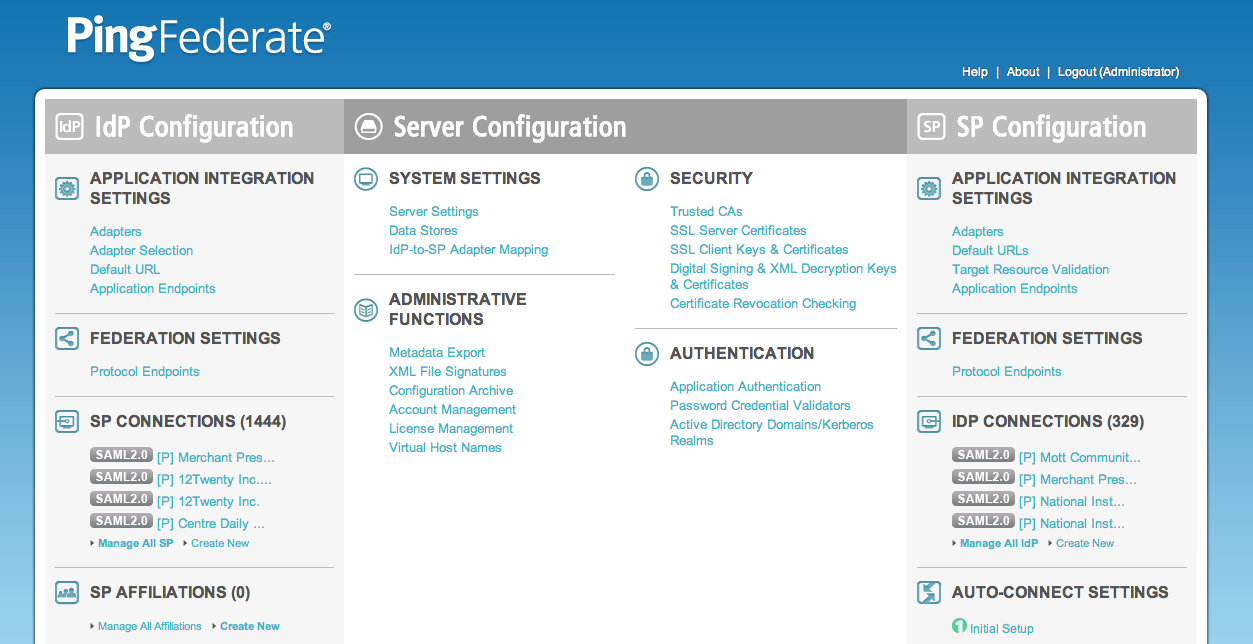 PingFederate®
Help | About | Logout (Administrator)
IdP IdP Configuration
APPLICATION INTEGRATION
SETTINGS
Adapters
Adapter Selection
Default URL
Application Endpoints
FEDERATION SETTINGS
Protocol Endpoints
SP CONNECTIONS (1444)
SAML2.0 [P] Merchant Pres...
SAML2.0 [P] 12Twenty Inc....
SAML2.0 [P] 12Twenty Inc.
SAML2.0 [P] Centre Daily ...
Manage All SP Create New
SP AFFILIATIONS (0)
Manage All Affiliations Create New
Server Configuration
SYSTEM SETTINGS
Server Settings
Data Stores
IdP-to-SP Adapter Mapping
ADMINISTRATIVE
FUNCTIONS
Metadata Export
XML File Signatures
Configuration Archive
Account Management
License Management
Virtual Host Names
SECURITY
Trusted CAs
SSL Server Certificates
SSL Client Keys & Certificates
Digital Signing & XML Decryption Keys
& Certificates
Certificate Revocation Checking
AUTHENTICATION
Application Authentication
Password Credential Validators
Active Directory Domains/Kerberos
Realms
SP SP Configuration
APPLICATION INTEGRATION
SETTINGS
Adapters
Default URLs
Target Resource Validation
Application Endpoints
FEDERATION SETTINGS
Protocol Endpoints
IDP CONNECTIONS (329)
SAML2.0 [P] Mott Communit...
SAML2.0 [P] Merchant Pres...
SAML2.0 [P] National Inst...
SAML2.0 [P] National Inst...
Manage All IdP Create New
AUTO-CONNECT SETTINGS
1 Initial Setup